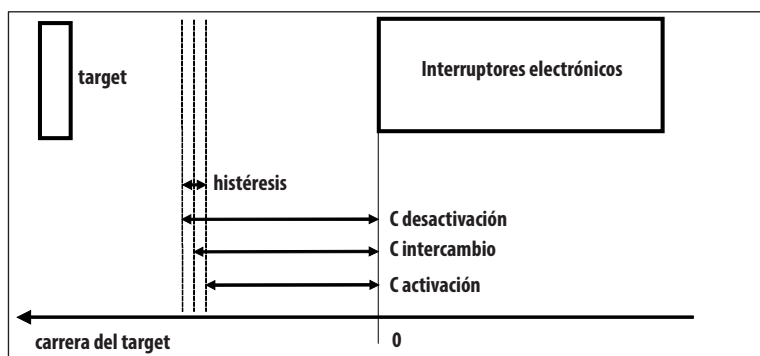 target
Interruptores electrónicos
histéresis
C desactivación
C intercambio
C activación
carrera del target
0